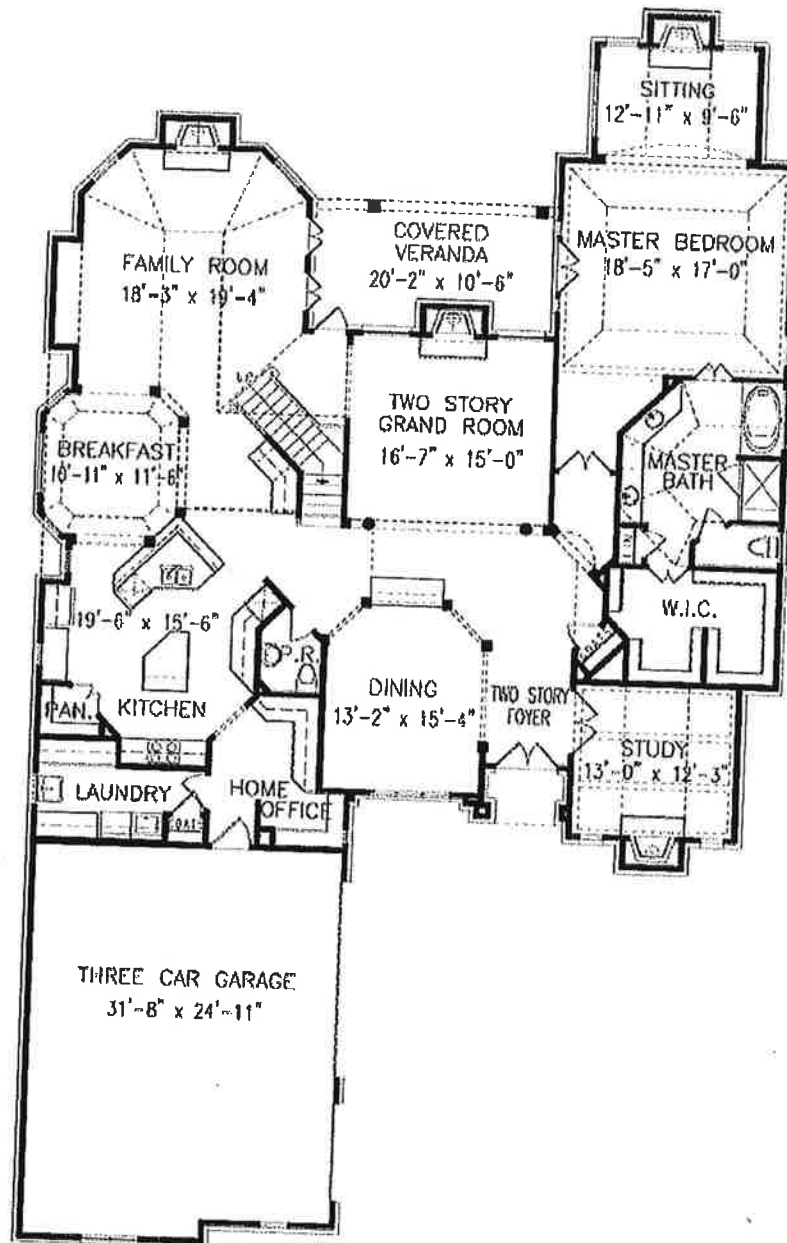 SITTING
12'-11" x 9'-6"
COVERED
VERANDA
20'-2" x 10'-6"
MASTER BEDROOM
18'-5" x 17'-0"
FAMILY ROOM
18'-3" x 19'-4"
TWO STORY
GRAND ROOM
16'-7" x 15'-0"
BREAKFAST
10'-11" x 11'-6"
MASTER
BATH
LIN.
W.I.C.
19'-6" x 15'-6"
KITCHEN
PAN.
P.R.
DINING
13'-2" x 15'-4"
TWO STORY
FOYER
COATS
STUDY
13'-0" x 12'-3"
LAUNDRY
HOME
OFFICE
THREE CAR GARAGE
31'-8" x 24'-11"